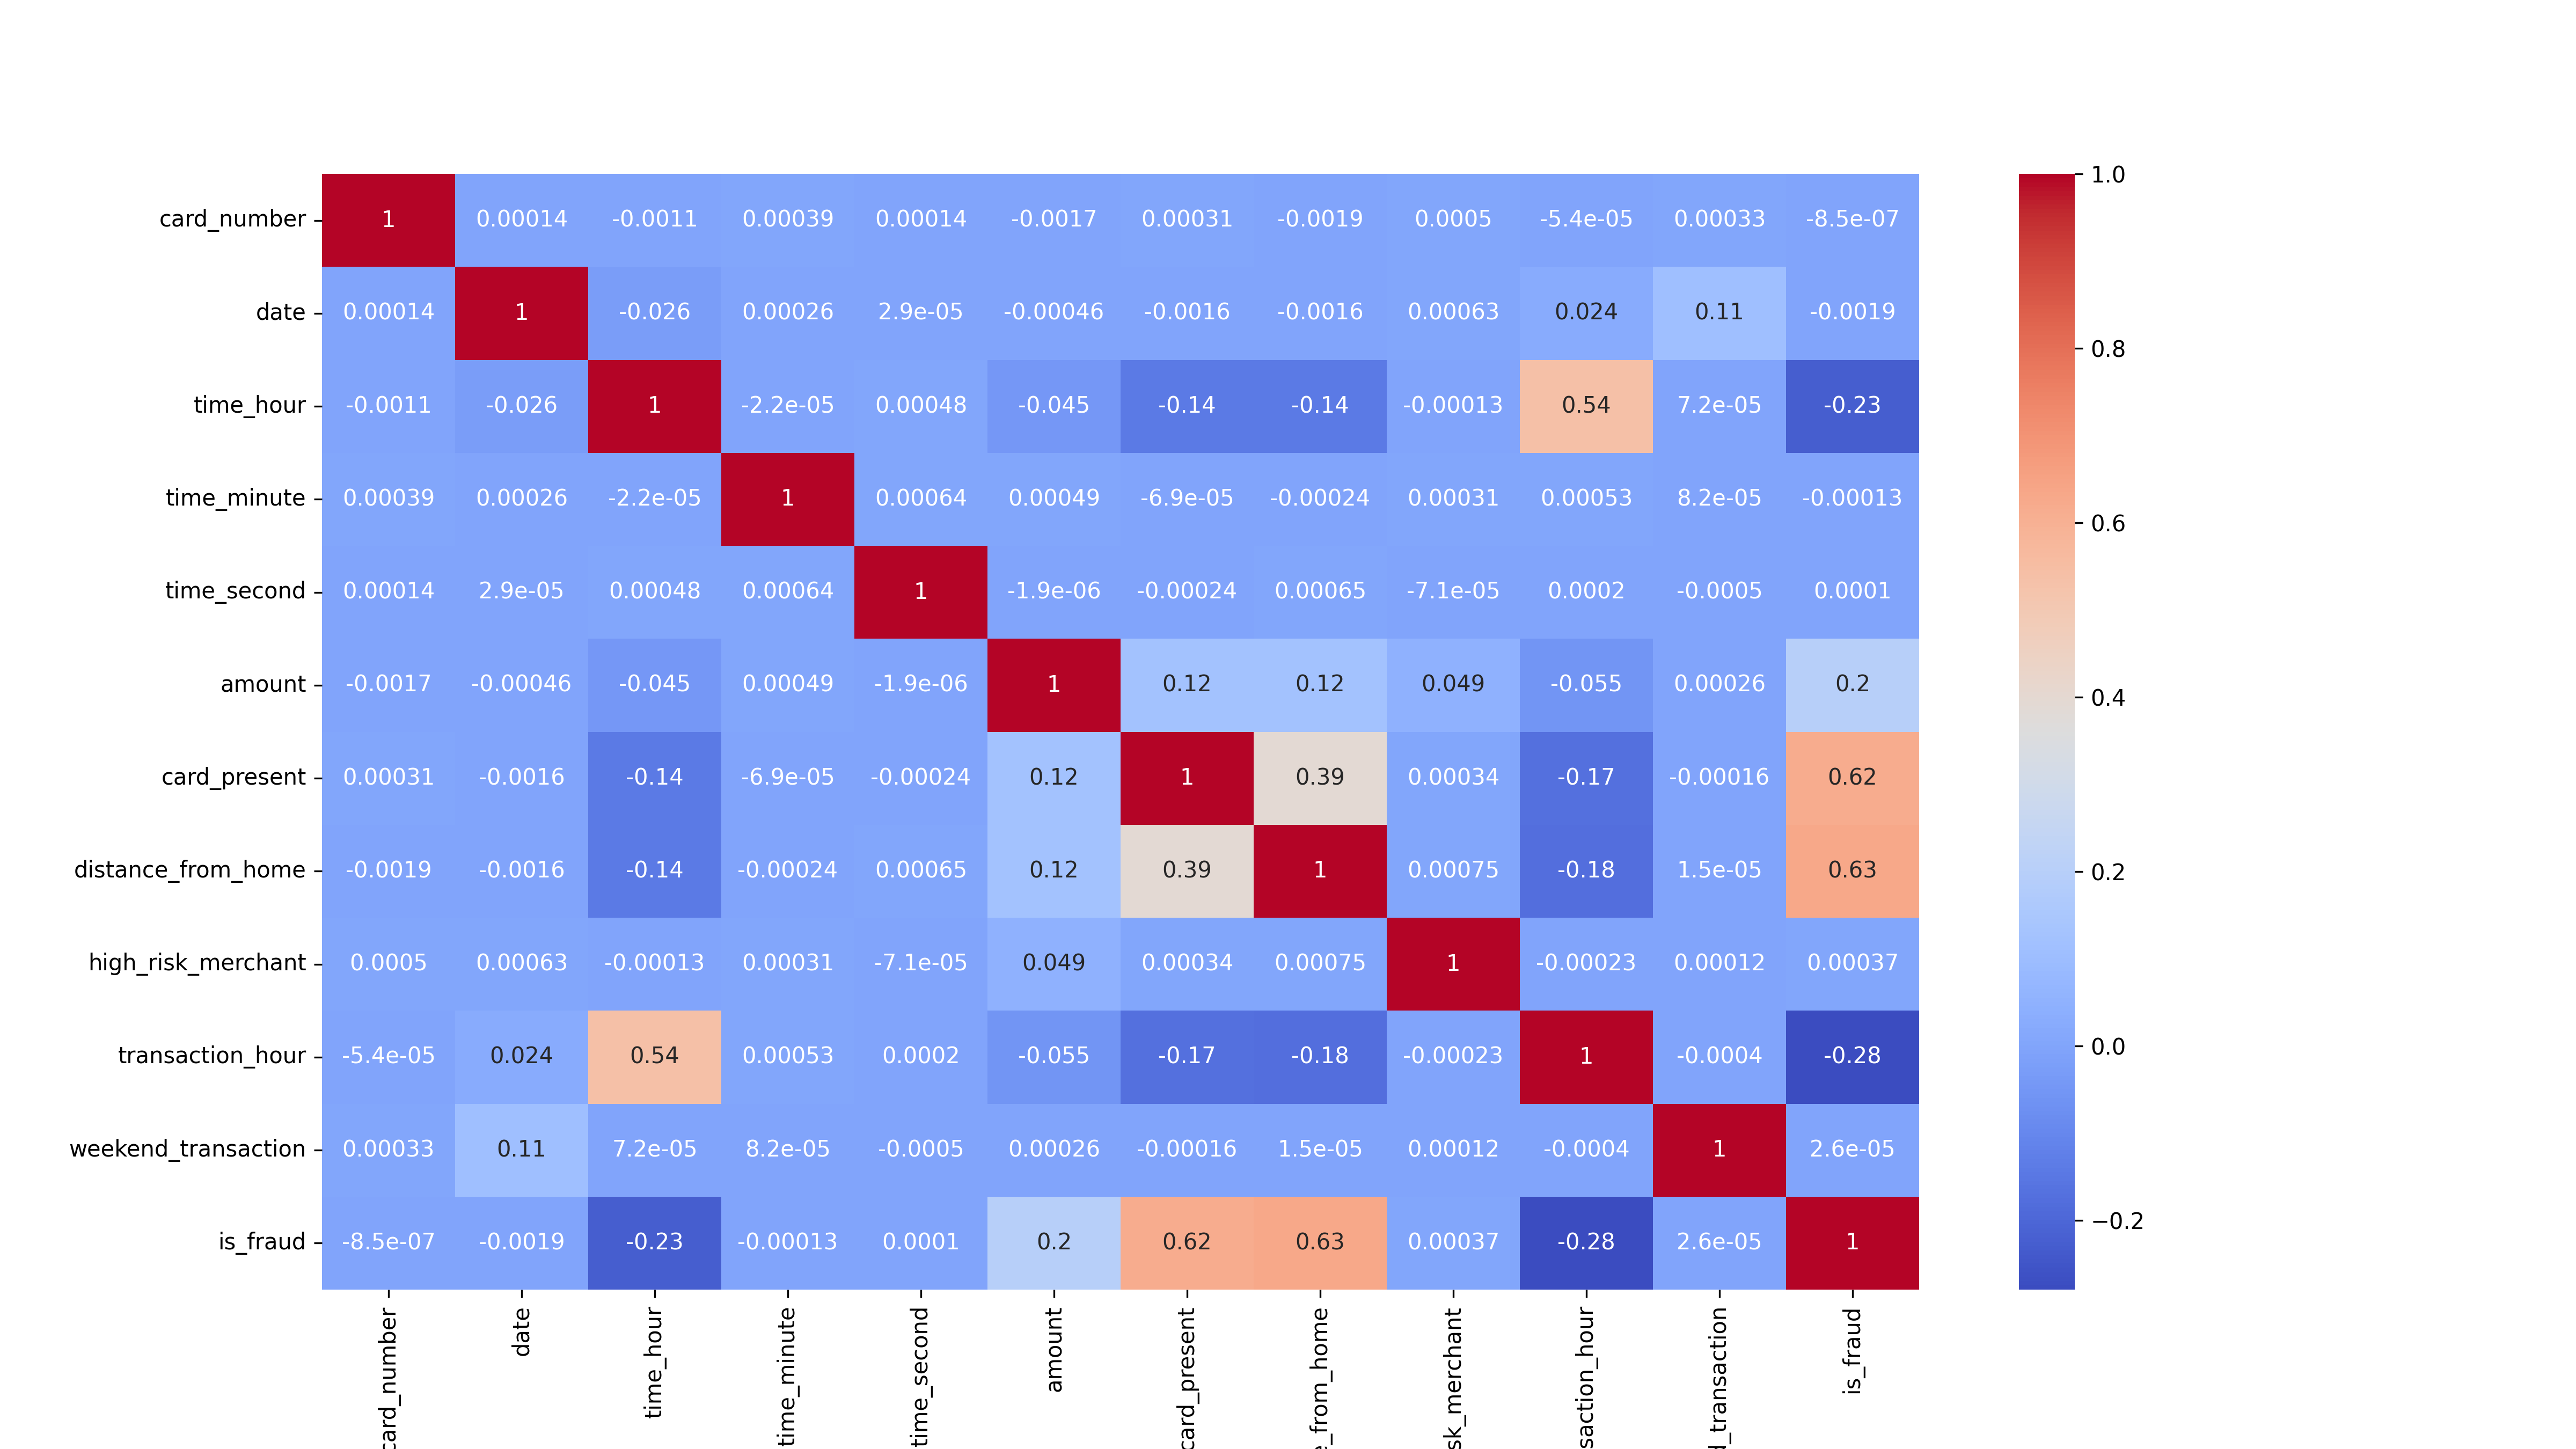 card_number 1 0.00014 -0.0011 0.00039 0.00014 -0.0017 0.00031 -0.0019 0.0005 -5.4e-05 0.00033 -8.5e-07
date 0.00014 1 -0.026 0.00026 2.9e-05 -0.00046 -0.0016 -0.0016 0.00063 0.024 0.11 -0.0019
time_hour -0.0011 -0.026 1 -2.2e-05 0.00048 -0.045 -0.14 -0.14 -0.00013 0.54 7.2e-05 -0.23
time_minute 0.00039 0.00026 -2.2e-05 1 0.00064 0.00049 -6.9e-05 -0.00024 0.00031 0.00053 8.2e-05 -0.00013
time_second 0.00014 2.9e-05 0.00048 0.00064 1 -1.9e-06 -0.00024 0.00065 -7.1e-05 0.0002 -0.0005 0.0001
amount -0.0017 -0.00046 -0.045 0.00049 -1.9e-06 1 0.12 0.12 0.049 -0.055 0.00026 0.2
card_present 0.00031 -0.0016 -0.14 -6.9e-05 -0.00024 0.12 1 0.39 0.00034 -0.17 -0.00016 0.62
distance_from_home -0.0019 -0.0016 -0.14 -0.00024 0.00065 0.12 0.39 1 0.00075 -0.18 1.5e-05 0.63
high_risk_merchant 0.0005 0.00063 -0.00013 0.00031 -7.1e-05 0.049 0.00034 0.00075 1 -0.00023 0.00012 0.00037
transaction_hour -5.4e-05 0.024 0.54 0.00053 0.0002 -0.055 -0.17 -0.18 -0.00023 1 -0.0004 -0.28
weekend_transaction 0.00033 0.11 7.2e-05 8.2e-05 -0.0005 0.00026 -0.00016 1.5e-05 0.00012 -0.0004 1 2.6e-05
is_fraud -8.5e-07 -0.0019 -0.23 -0.00013 0.0001 0.2 0.62 0.63 0.00037 -0.28 2.6e-05 1
card_number
date
time_hour
time_minute
time_second
amount
card_present
e_from_home
sk_merchant
saction_hour
d_transaction
is_fraud
1.0
0.8
0.6
0.4
0.2
0.0
−0.2